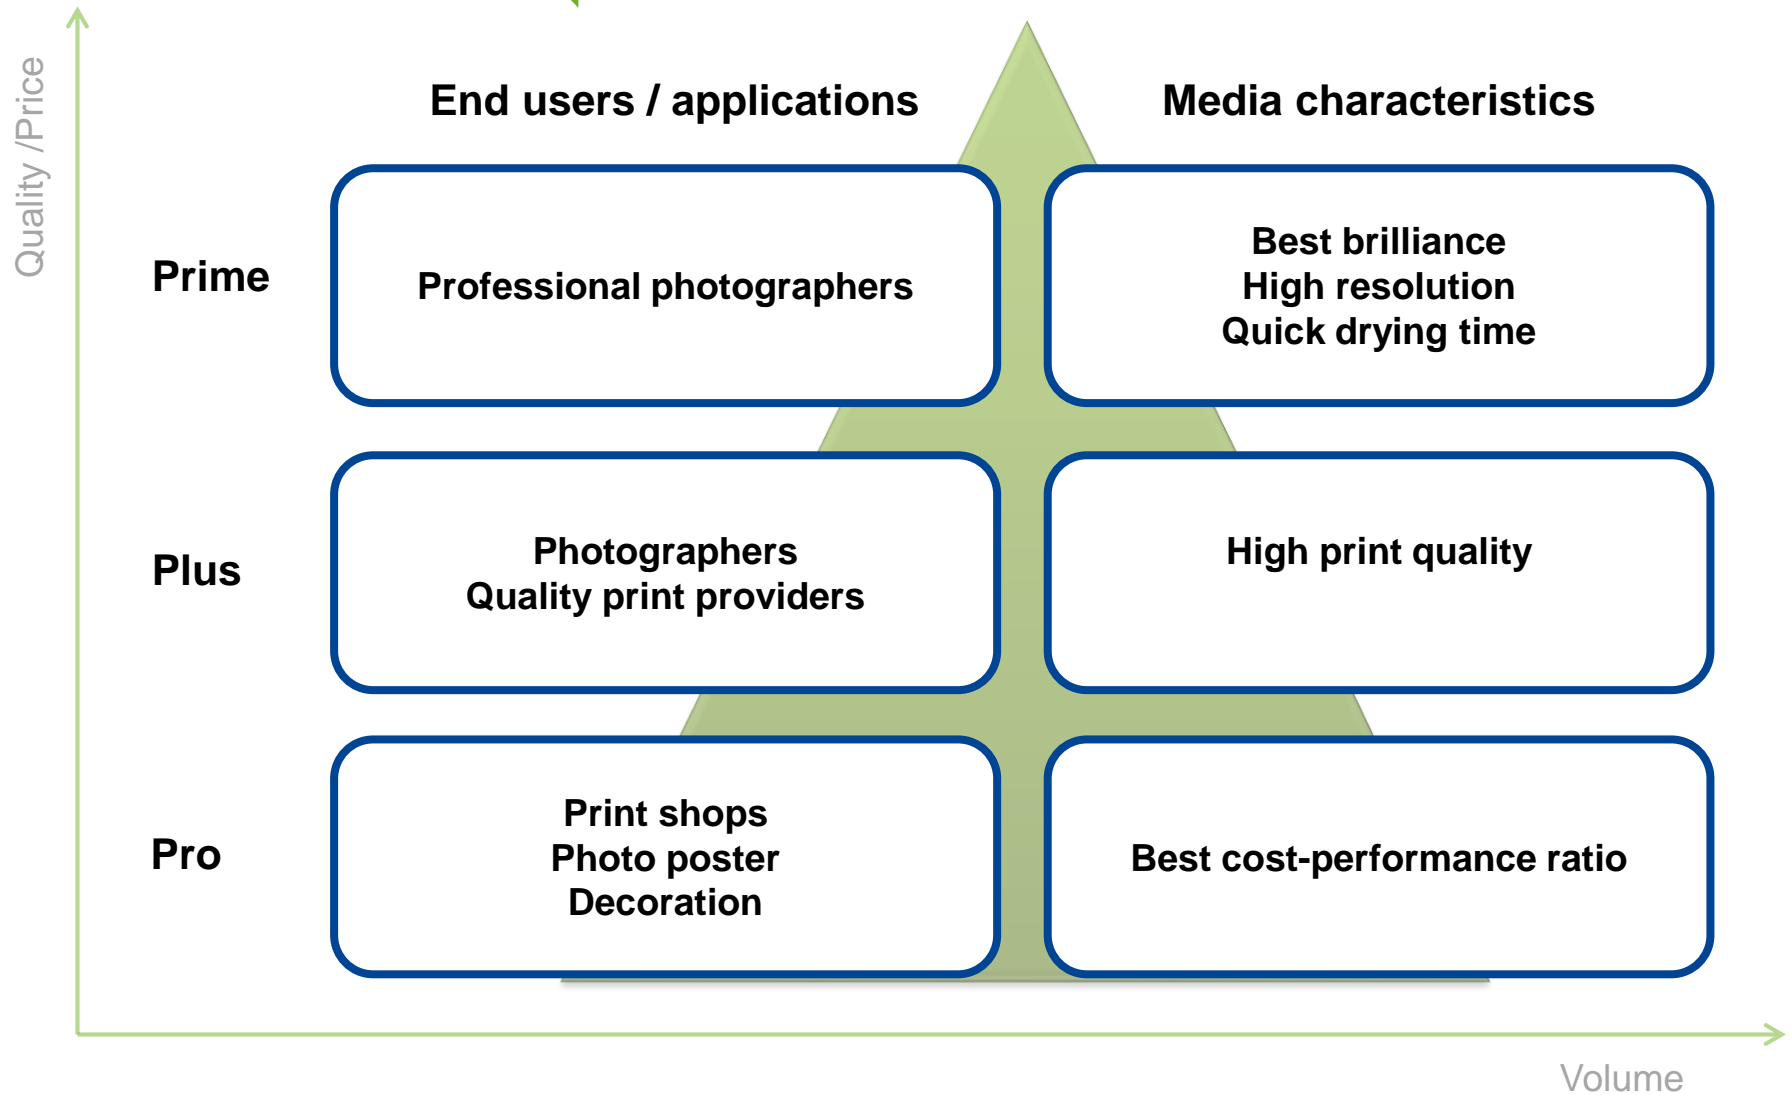 Quality /Price
End users / applications
Media characteristics
Prime
Professional photographers
Best brilliance
High resolution
Quick drying time
Plus
Photographers
Quality print providers
High print quality
Pro
Print shops
Photo poster
Decoration
Best cost-performance ratio
Volume